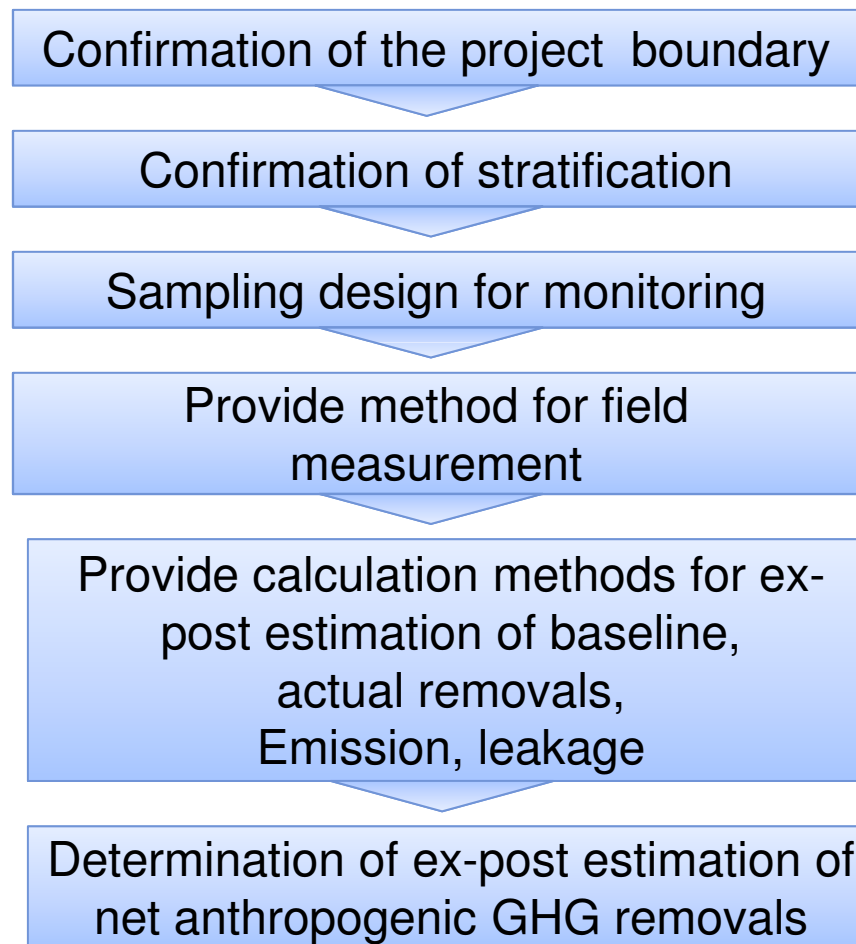 Confirmation of the project boundary
Confirmation of stratification
Sampling design for monitoring
Provide method for field
measurement
Provide calculation methods for ex-
post estimation of baseline,
actual removals,
Emission, leakage
Determination of ex-post estimation of
net anthropogenic GHG removals